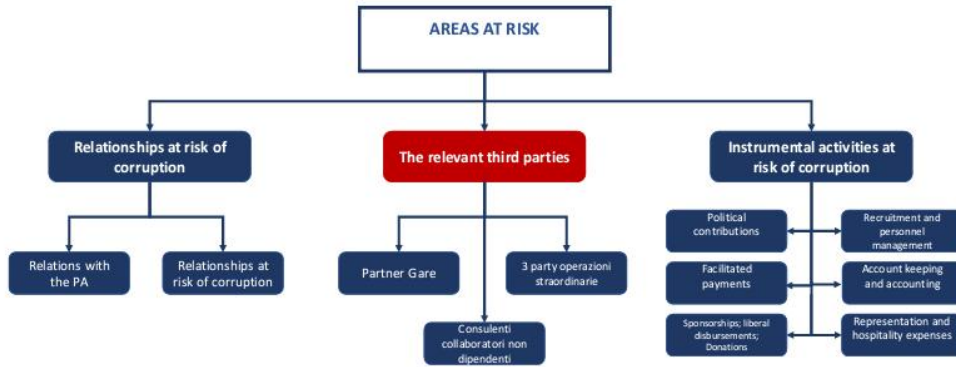 AREAS AT RISK
Relationships at risk of
corruption
The relevant third parties
Instrumental activities at
risk of corruption
Relations with
the PA
Relationships at
risk of corruption
Partner Gare
3 party operazioni
straordinarie
Consulenti
collaboratori non
dipendenti
Political
contributions
Recruitment and
personnel
management
Facilitated
payments
Account keeping
and accounting
Sponsorships; liberal
disbursements;
Donations
Representation and
hospitality expenses